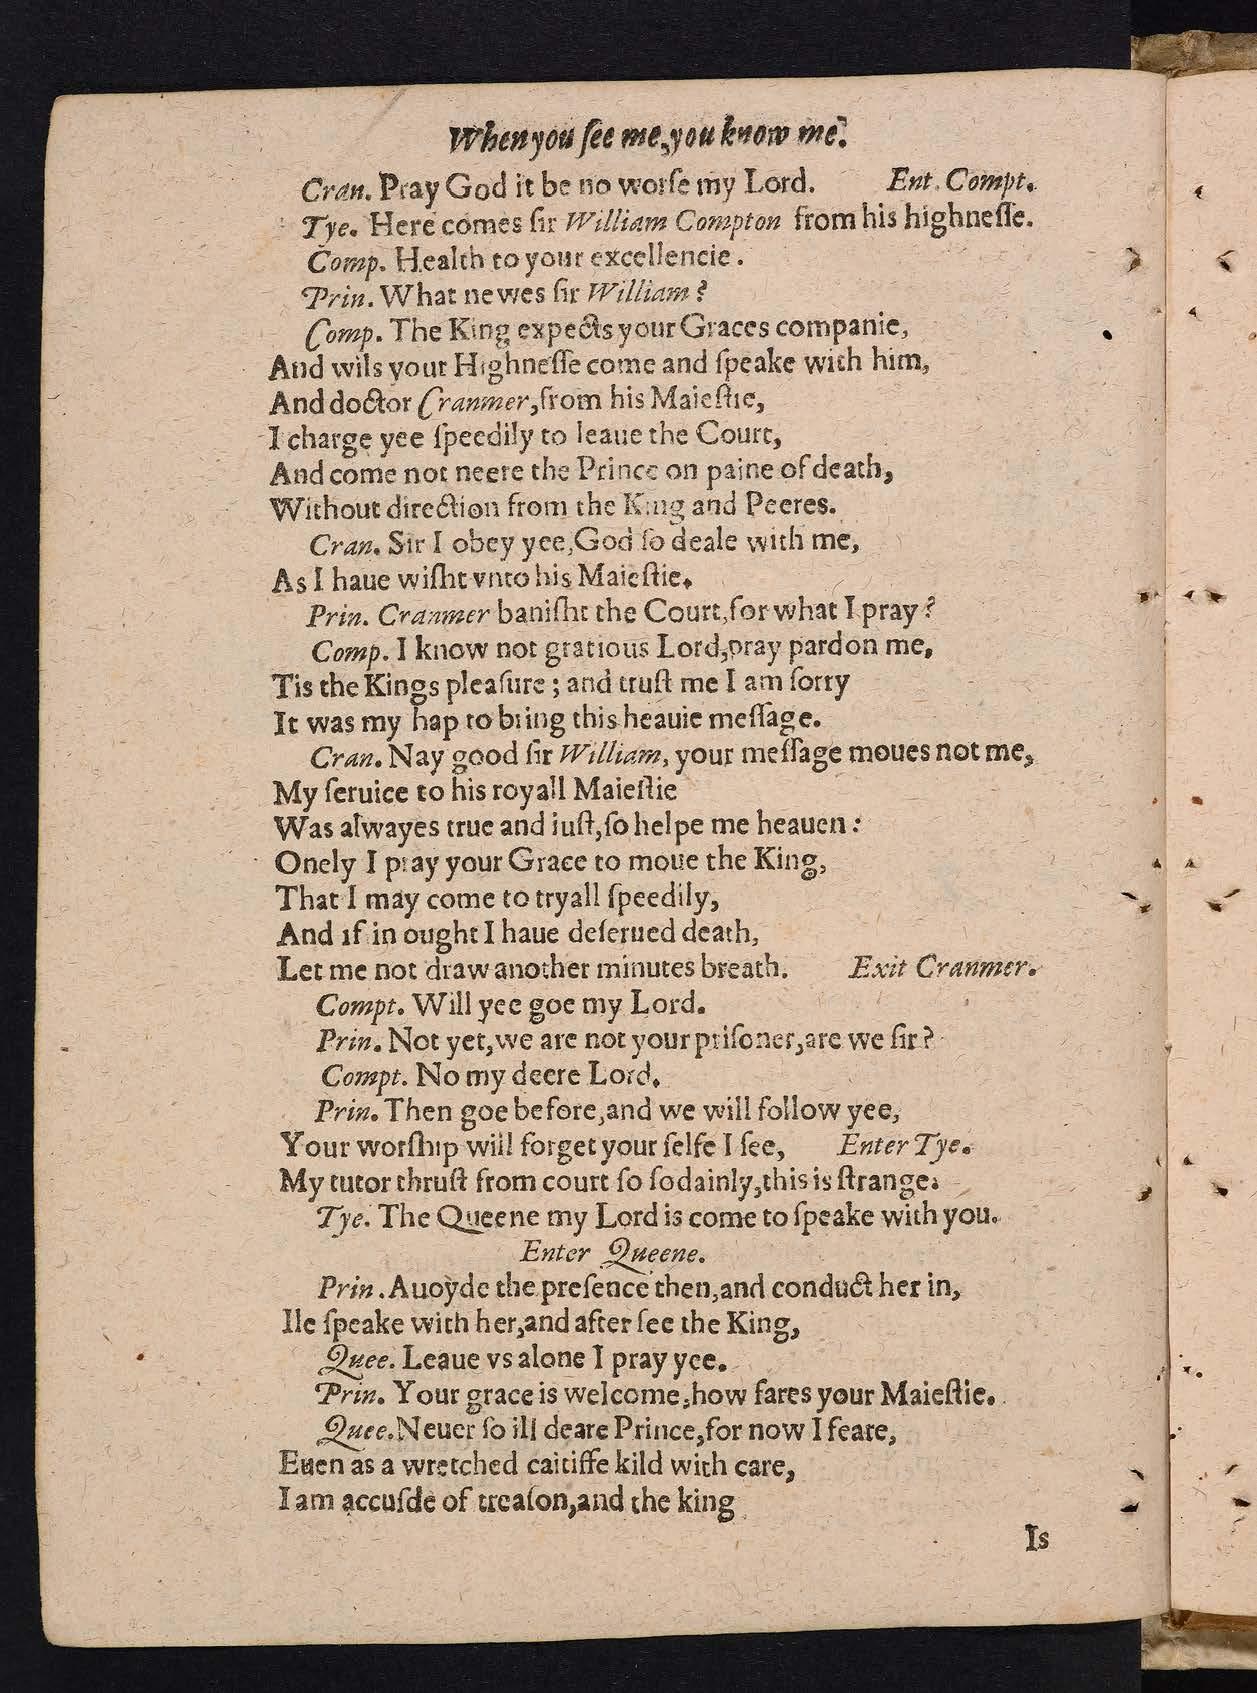 When you ſee me, you know me.
Cran. Pray God it be no worſe my Lord. Ent. Compt.
Tye. Here comes ſir William Compton from his highneſſe.
Comp. Health to your excellencie.
Prin. What newes ſir William?
Comp. The King expects your Graces companie,
And wils your Highneſſe come and ſpeake with him,
And doctor Cranmer, from his Maieſtie,
I charge yee ſpeedily to leaue the Court,
And come not neere the Prince on paine of death,
Without direction from the King and Peeres.
Cran. Sir I obey yee, God ſo deale with me,
As I haue wiſht vnto his Maieſtie.
Prin. Cranmer baniſht the Court, for what I pray?
Comp. I know not gratious Lord, pray pardon me,
Tis the Kings pleaſure; and truſt me I am ſorry
It was my hap to bring this heauie meſſage.
Cran. Nay good ſir William, your meſſage moues not me,
My ſeruice to his royall Maieſtie
Was alwayes true and iuſt, ſo helpe me heauen:
Onely I pray your Grace to moue the King,
That I may come to tryall ſpeedily,
And if in ought I haue deſerued death,
Let me not draw another minutes breath. Exit Cranmer.
Compt. Will yee goe my Lord.
Prin. Not yet, we are not your priſoner, are we ſir?
Compt. No my deere Lord.
Prin. Then goe before, and we will follow yee,
Your worſhip will forget your ſelfe I ſee, Enter Tye.
My tutor thruſt from court ſo ſodainly, this is ſtrange.
Tye. The Queene my Lord is come to ſpeake with you.
Enter Queene.
Prin. Auoyde the preſence then, and conduct her in,
Ile ſpeake with her, and after ſee the King,
Quee. Leaue vs alone I pray yee.
Prin. Your grace is welcome, how fares your Maieſtie.
Quee. Neuer ſo ill deare Prince, for now I feare,
Euen as a wretched caitiffe kild with care,
I am accuſde of treaſon, and the king
Is